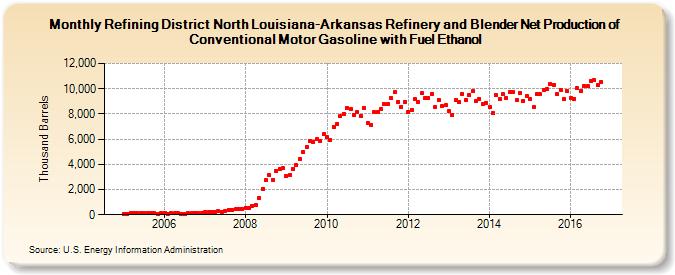 Monthly Refining District North Louisiana-Arkansas Refinery and Blender Net Production of
Conventional Motor Gasoline with Fuel Ethanol
Thousand Barrels
12,000
10,000
8,000
6,000
4,000
2,000
0
2006 2008 2010 2012 2014 2016
Source: U.S. Energy Information Administration